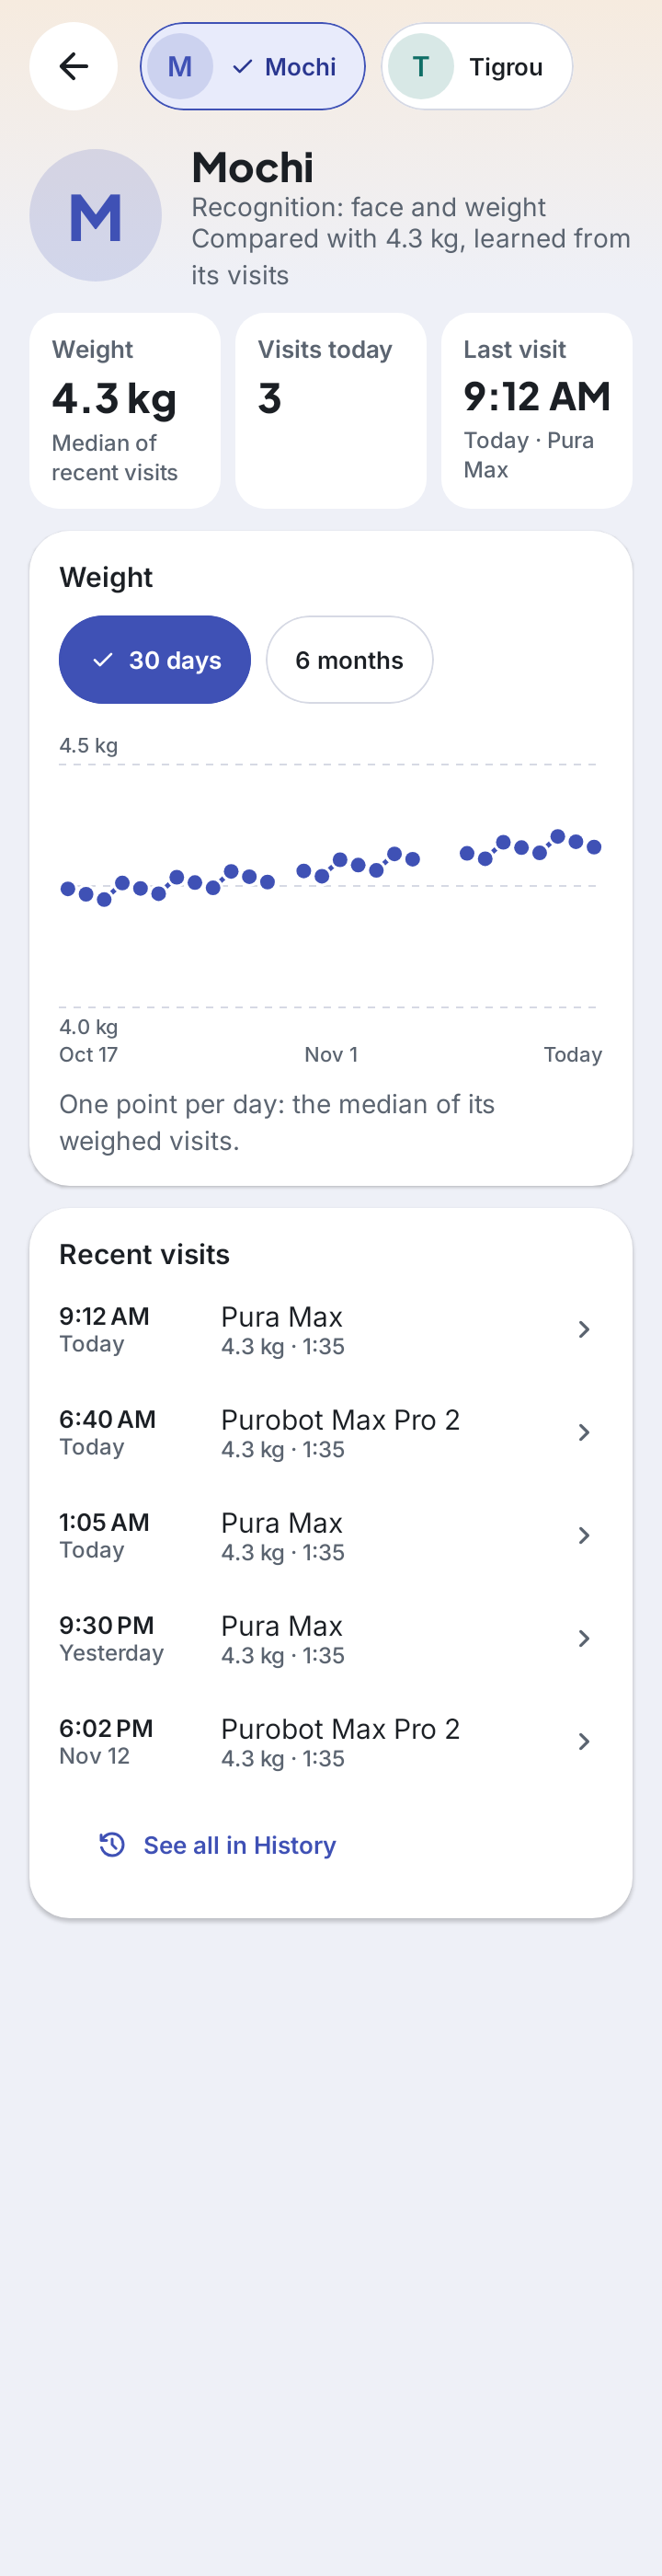 M
Mochi
T
Tigrou
M
Mochi
Recognition: face and weight
Compared with 4.3 kg, learned from
its visits
Weight
4.3 kg
Median of
recent visits
Visits today
3
Last visit
9:12 AM
Today · Pura
Max
Weight
30 days
6 months
4.5 kg
4.0 kg
Oct 17
Nov 1
Today
One point per day: the median of its
weighed visits.
Recent visits
9:12 AM
Today
Pura Max
4.3 kg · 1:35
6:40 AM
Today
Purobot Max Pro 2
4.3 kg · 1:35
1:05 AM
Today
Pura Max
4.3 kg · 1:35
9:30 PM
Yesterday
Pura Max
4.3 kg · 1:35
6:02 PM
Nov 12
Purobot Max Pro 2
4.3 kg · 1:35
See all in History